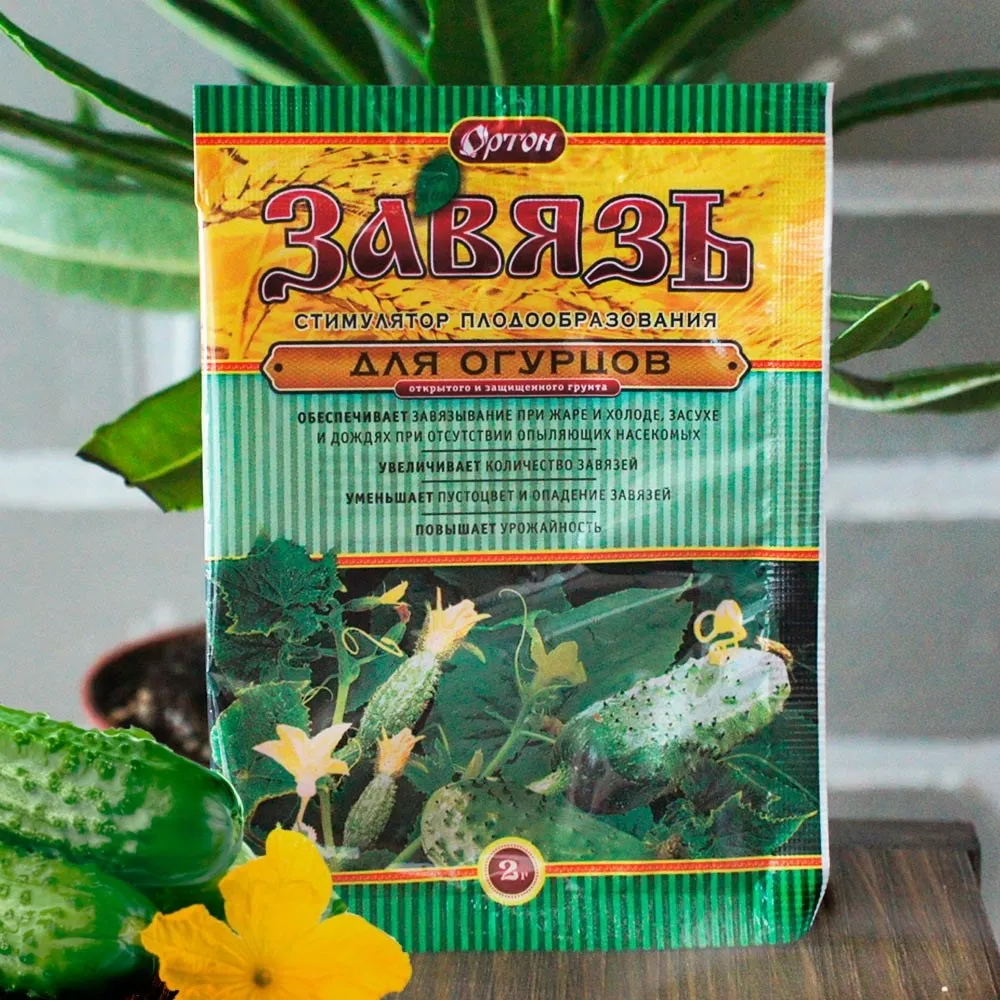 Ортон
Завязь
СТИМУЛЯТОР ПЛОДООБРАЗОВАНИЯ
ДЛЯ ОГУРЦОВ
открытого и защищенного грунта
ОБЕСПЕЧИВАЕТ ЗАВЯЗЫВАНИЕ ПРИ ЖАРЕ И ХОЛОДЕ, ЗАСУХЕ
И ДОЖДЯХ ПРИ ОТСУТСТВИИ ОПЫЛЯЮЩИХ НАСЕКОМЫХ
УВЕЛИЧИВАЕТ КОЛИЧЕСТВО ЗАВЯЗЕЙ
УМЕНЬШАЕТ ПУСТОЦВЕТ И ОПАДЕНИЕ ЗАВЯЗЕЙ
ПОВЫШАЕТ УРОЖАЙНОСТЬ
2 г